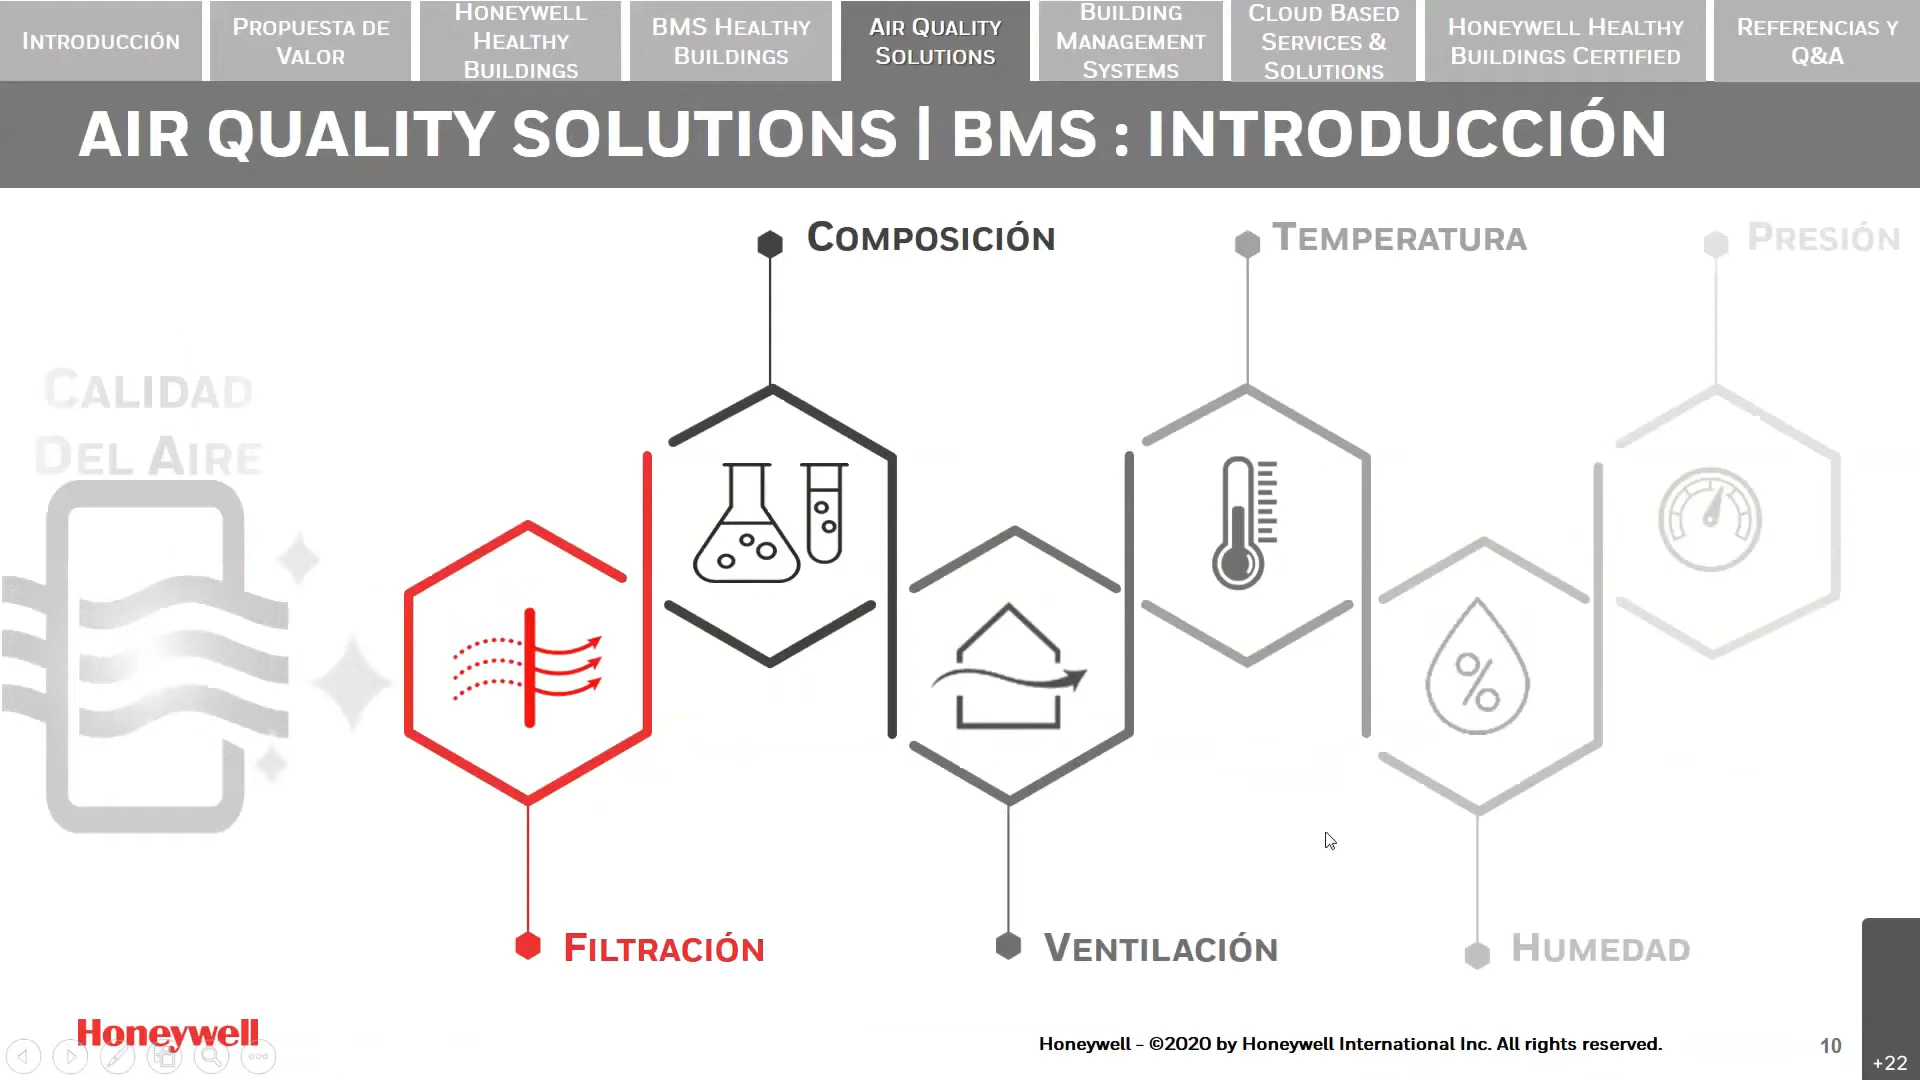 INTRODUCCIÓN
PROPUESTA DE
VALOR
HONEYWELL
HEALTHY
BUILDINGS
BMS HEALTHY
BUILDINGS
AIR QUALITY
SOLUTIONS
BUILDING
MANAGEMENT
SYSTEMS
CLOUD BASED
SERVICES &
SOLUTIONS
HONEYWELL HEALTHY
BUILDINGS CERTIFIED
REFERENCIAS Y
Q&A
AIR QUALITY SOLUTIONS | BMS : INTRODUCCIÓN
COMPOSICIÓN
TEMPERATURA
PRESIÓN
CALIDAD
DEL AIRE
%
FILTRACIÓN
VENTILACIÓN
HUMEDAD
Honeywell
Honeywell - ©2020 by Honeywell International Inc. All rights reserved.
10
+22